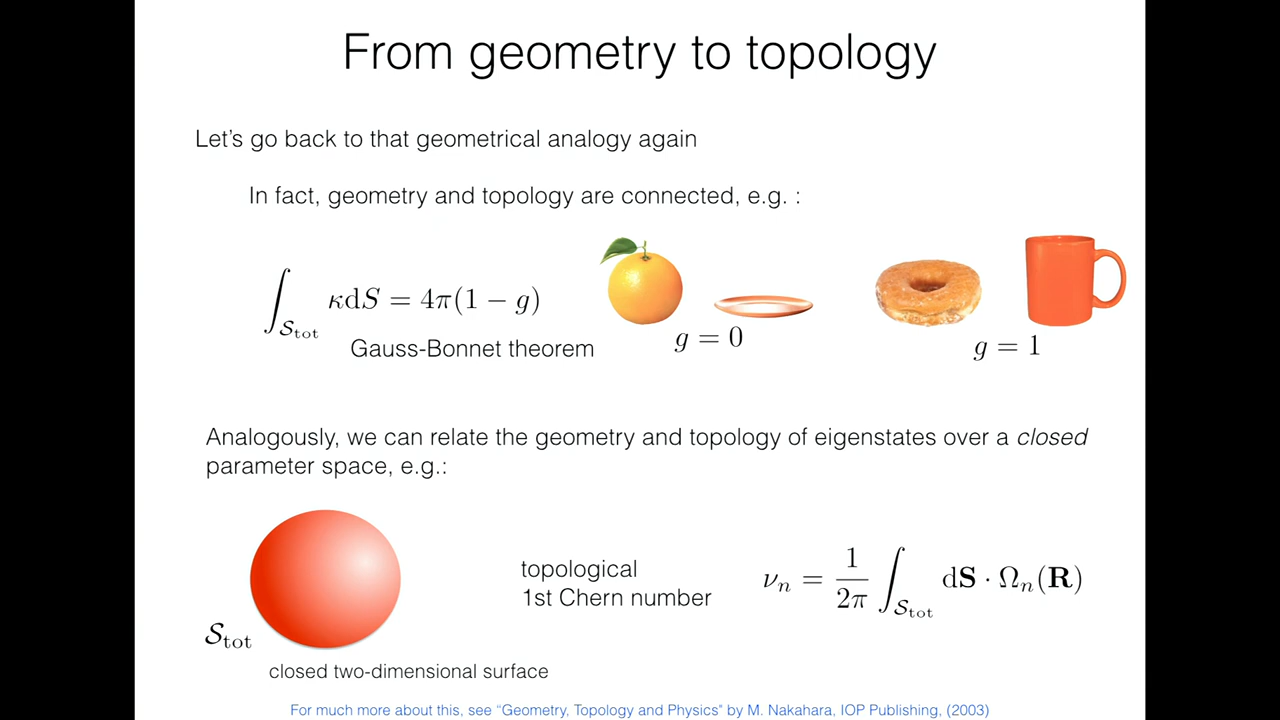 From geometry to topology
Let's go back to that geometrical analogy again
In fact, geometry and topology are connected, e.g. :
∫_{𝒮_tot} κdS = 4π(1 − g)
Gauss-Bonnet theorem
g = 0
g = 1
Analogously, we can relate the geometry and topology of eigenstates over a closed
parameter space, e.g.:
topological
1st Chern number
ν_n = \frac{1}{2π} ∫_{𝒮_tot} d𝐒 · Ω_n(𝐑)
𝒮_tot
closed two-dimensional surface
For much more about this, see “Geometry, Topology and Physics" by M. Nakahara, IOP Publishing, (2003)